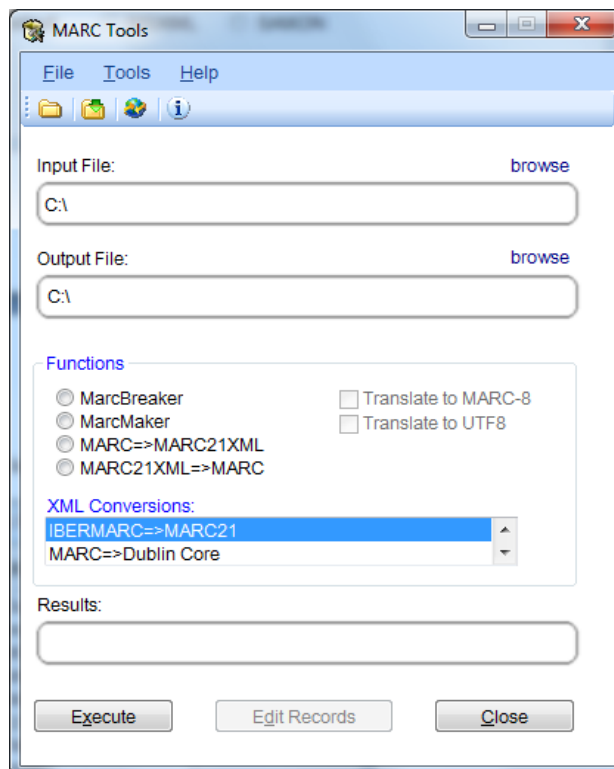 MARC Tools
File Tools Help
Input File: browse
C:\
Output File: browse
C:\
Functions
MarcBreaker Translate to MARC-8
MarcMaker Translate to UTF8
MARC=>MARC21XML
MARC21XML=>MARC
XML Conversions:
IBERMARC=>MARC21
MARC=>Dublin Core
Results:
Execute Edit Records Close